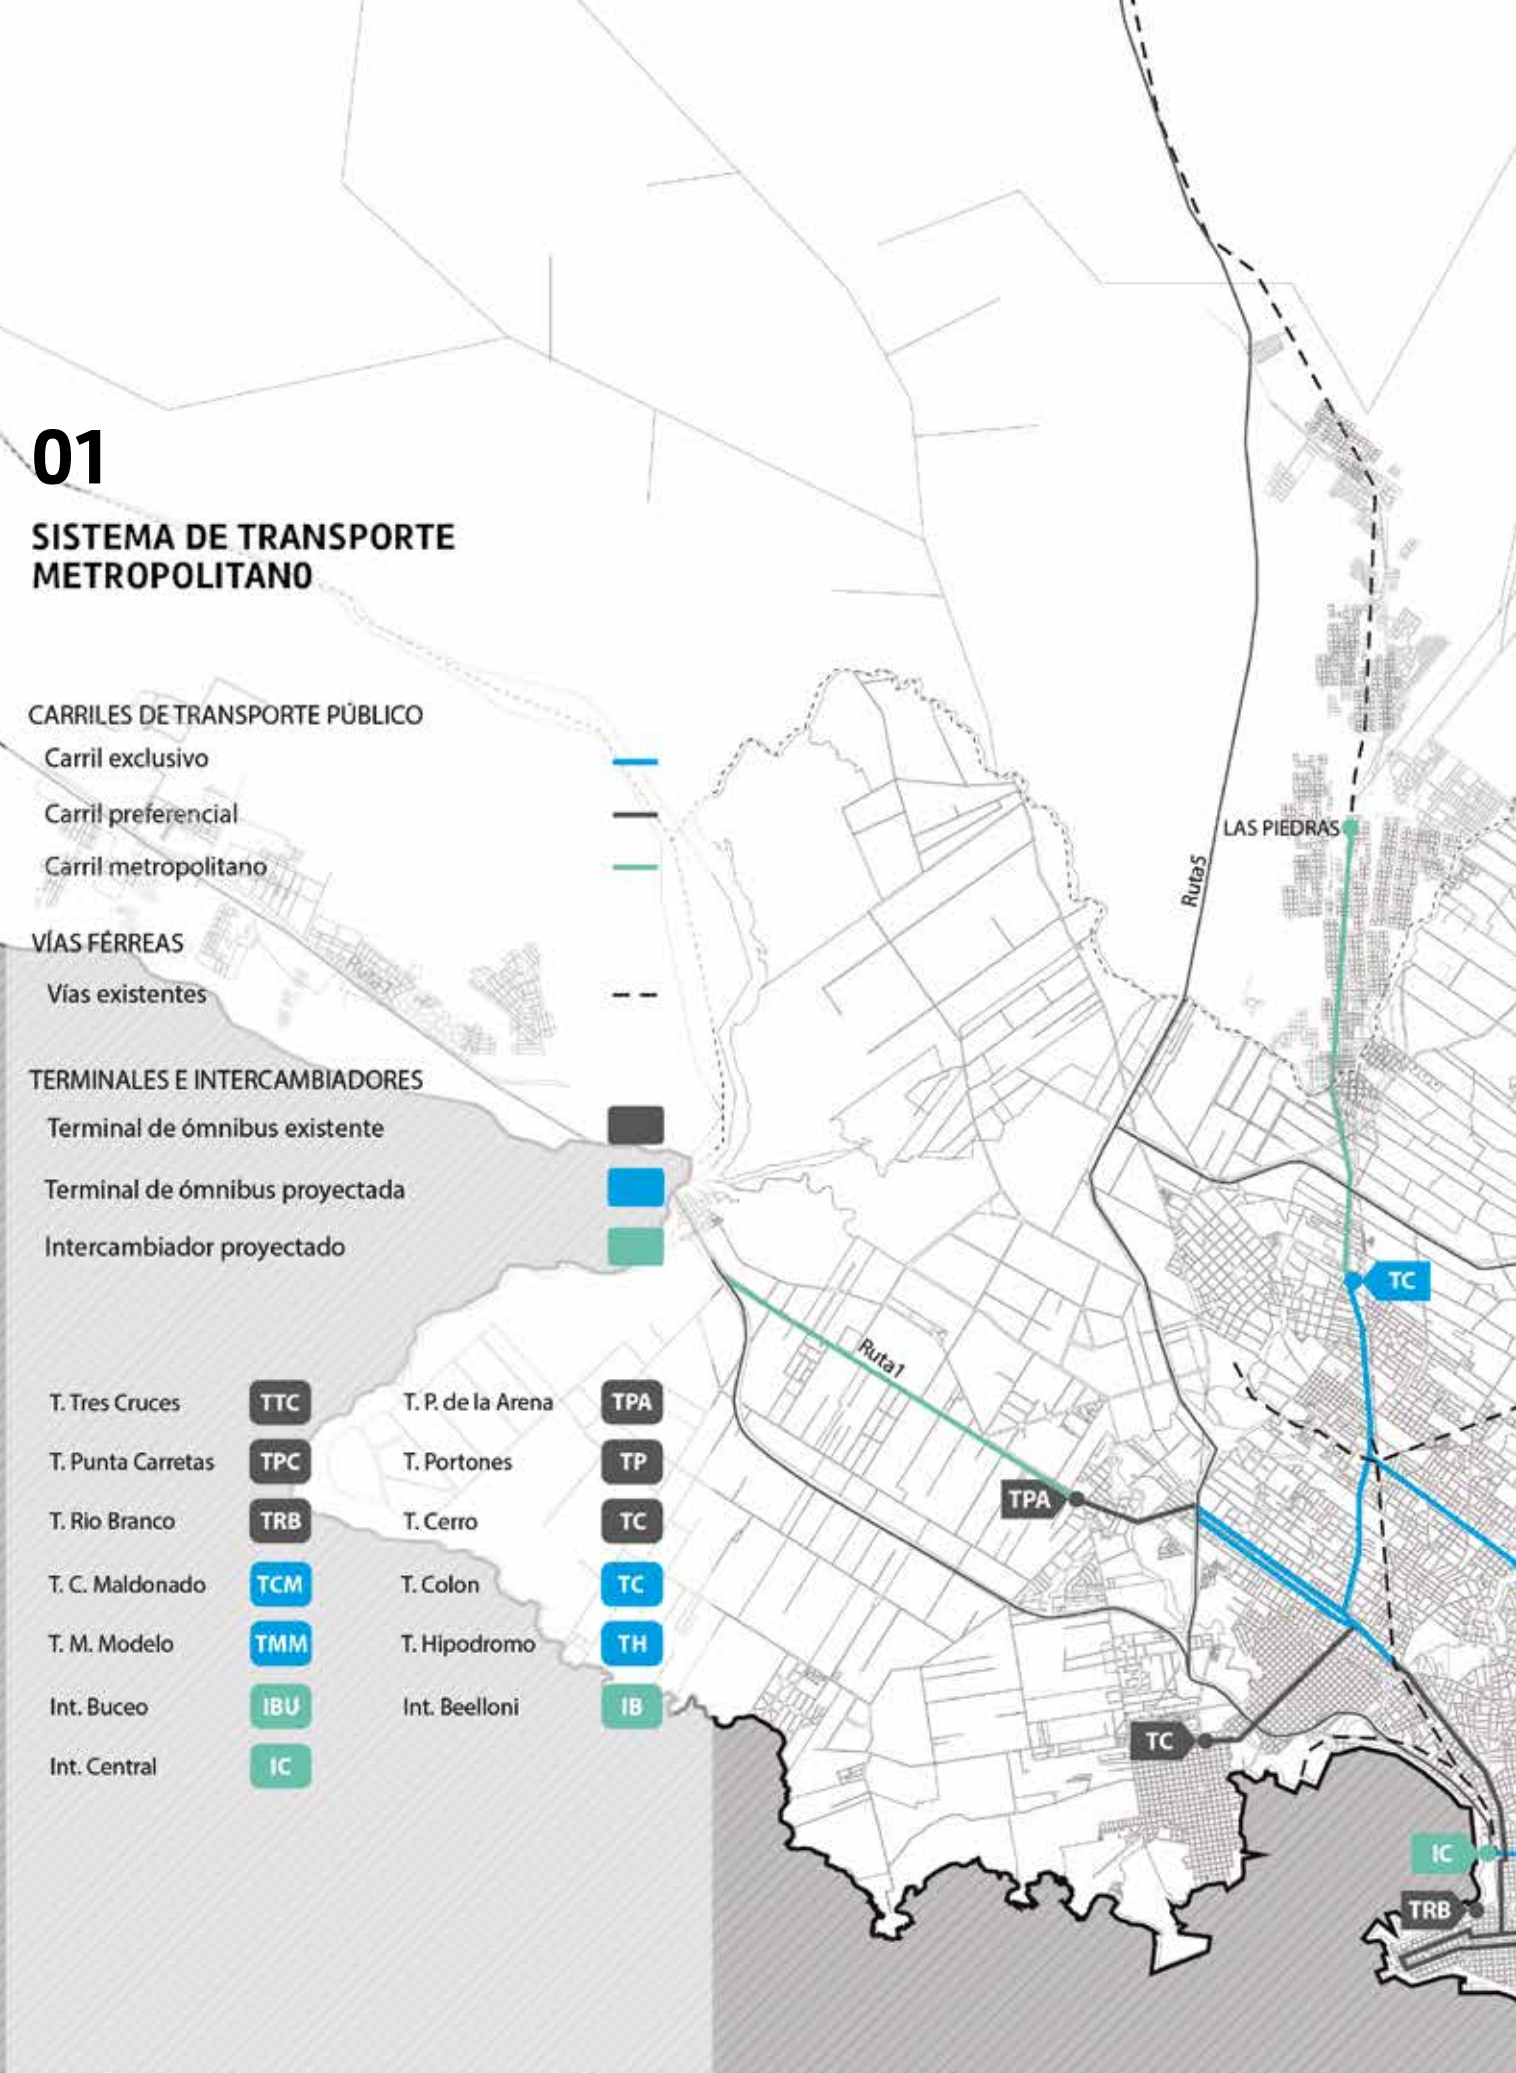 01
SISTEMA DE TRANSPORTE
METROPOLITANO
CARRILES DE TRANSPORTE PÚBLICO
Carril exclusivo
Carril preferencial
Carril metropolitano
VÍAS FÉRREAS
Vías existentes
TERMINALES E INTERCAMBIADORES
Terminal de ómnibus existente
Terminal de ómnibus proyectada
Intercambiador proyectado
T. Tres Cruces TTC T. P. de la Arena TPA
T. Punta Carretas TPC T. Portones TP
T. Rio Branco TRB T. Cerro TC
T. C. Maldonado TCM T. Colon TC
T. M. Modelo TMM T. Hipodromo TH
Int. Buceo IBU Int. Beelloni IB
Int. Central IC
LAS PIEDRAS
Ruta5
Ruta1
TC
Ruta1
TPA
TC
IC
TRB